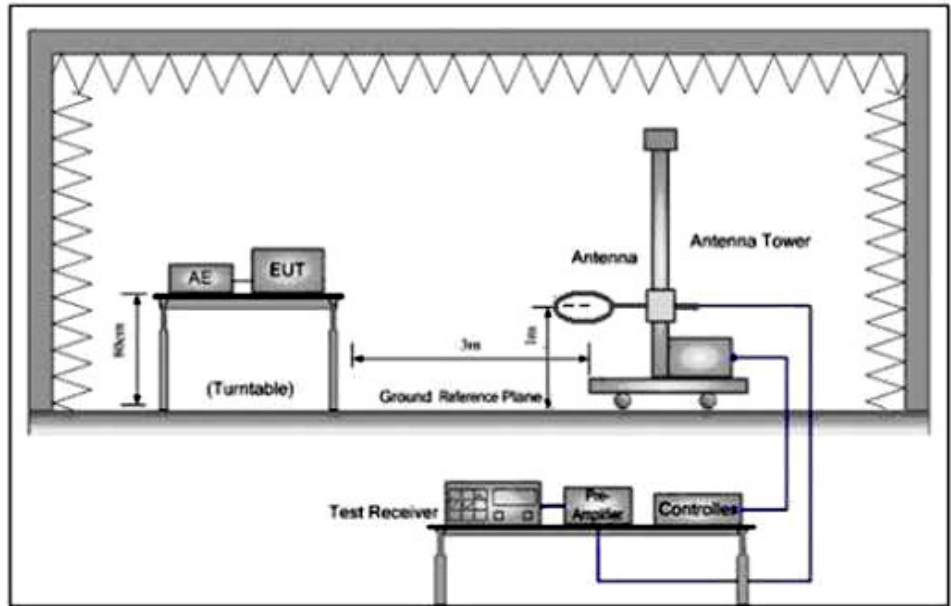 Antenna Tower
Antenna
AE
EUT
80cm
1m
3m
(Turntable)
Ground Reference Plane
Test Receiver
Pre-
Amplifier
Controller